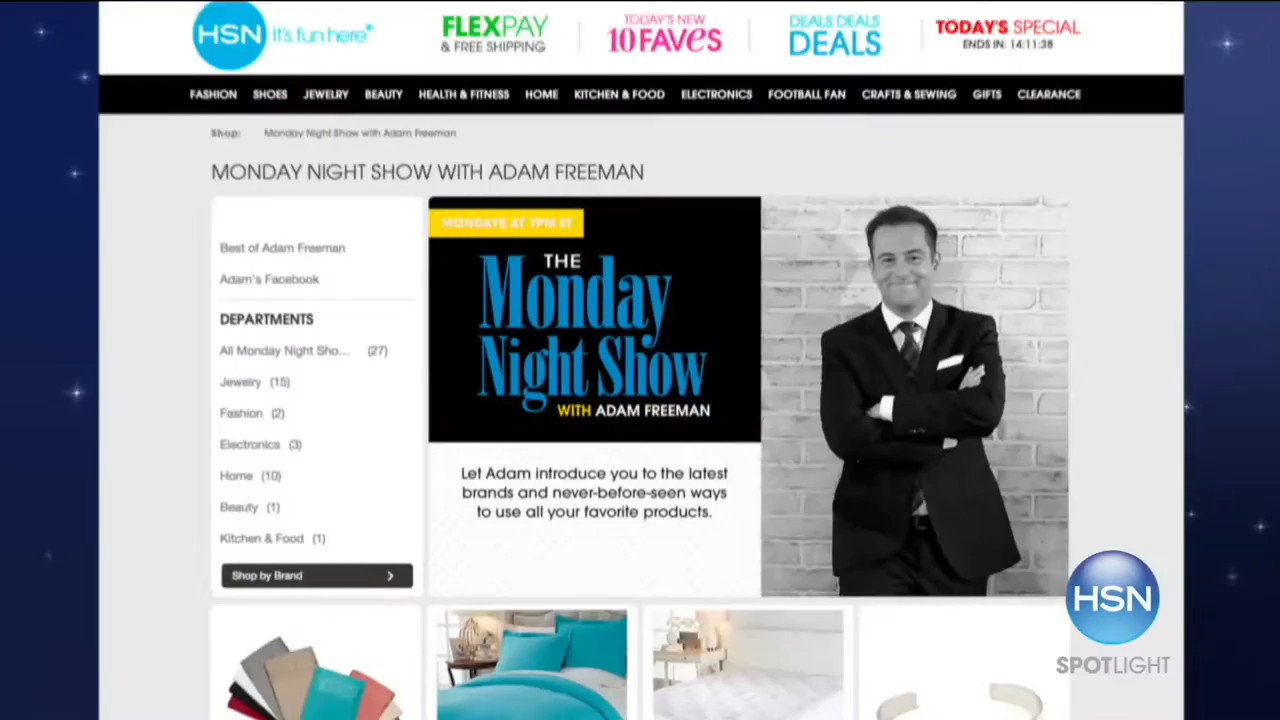 HSN It's fun here
FLEXPAY
& FREE SHIPPING
TODAY'S NEW
10 FAVES
DEALS DEALS
DEALS
TODAY'S SPECIAL
ENDS IN: 14:11:38
FASHION SHOES JEWELRY BEAUTY HEALTH & FITNESS HOME KITCHEN & FOOD ELECTRONICS FOOTBALL FAN CRAFTS & SEWING GIFTS CLEARANCE
Shop: Monday Night Show with Adam Freeman
MONDAY NIGHT SHOW WITH ADAM FREEMAN
Best of Adam Freeman
Adam's Facebook
DEPARTMENTS
All Monday Night Sho... (27)
Jewelry (15)
Fashion (2)
Electronics (3)
Home (10)
Beauty (1)
Kitchen & Food (1)
Shop by Brand >
MONDAYS AT 7PM ET
THE
Monday
Night Show
WITH ADAM FREEMAN
Let Adam introduce you to the latest
brands and never-before-seen ways
to use all your favorite products.
HSN
SPOTLIGHT